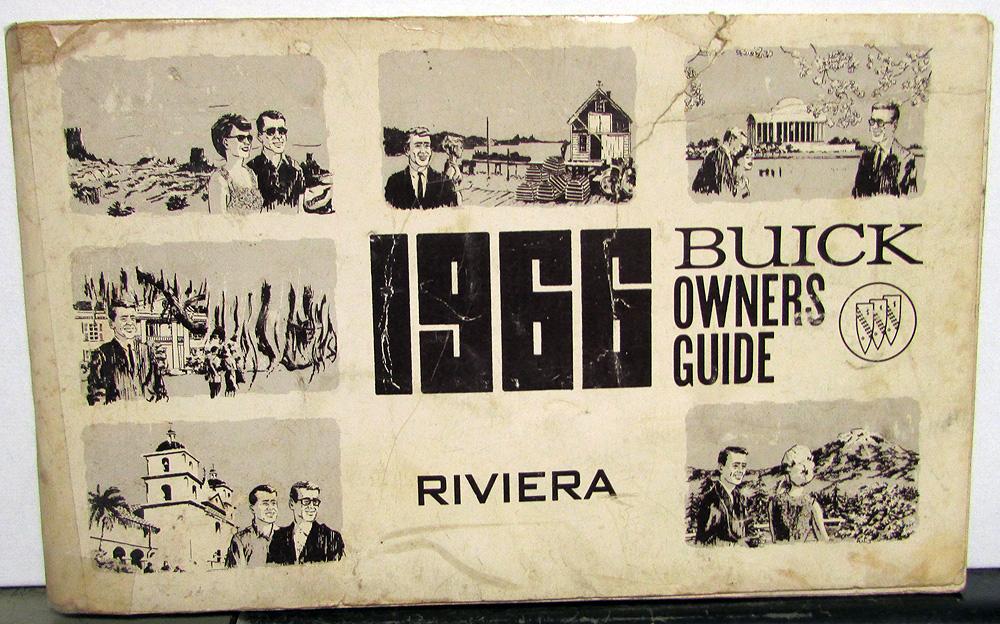 1966
BUICK
OWNERS
GUIDE
RIVIERA